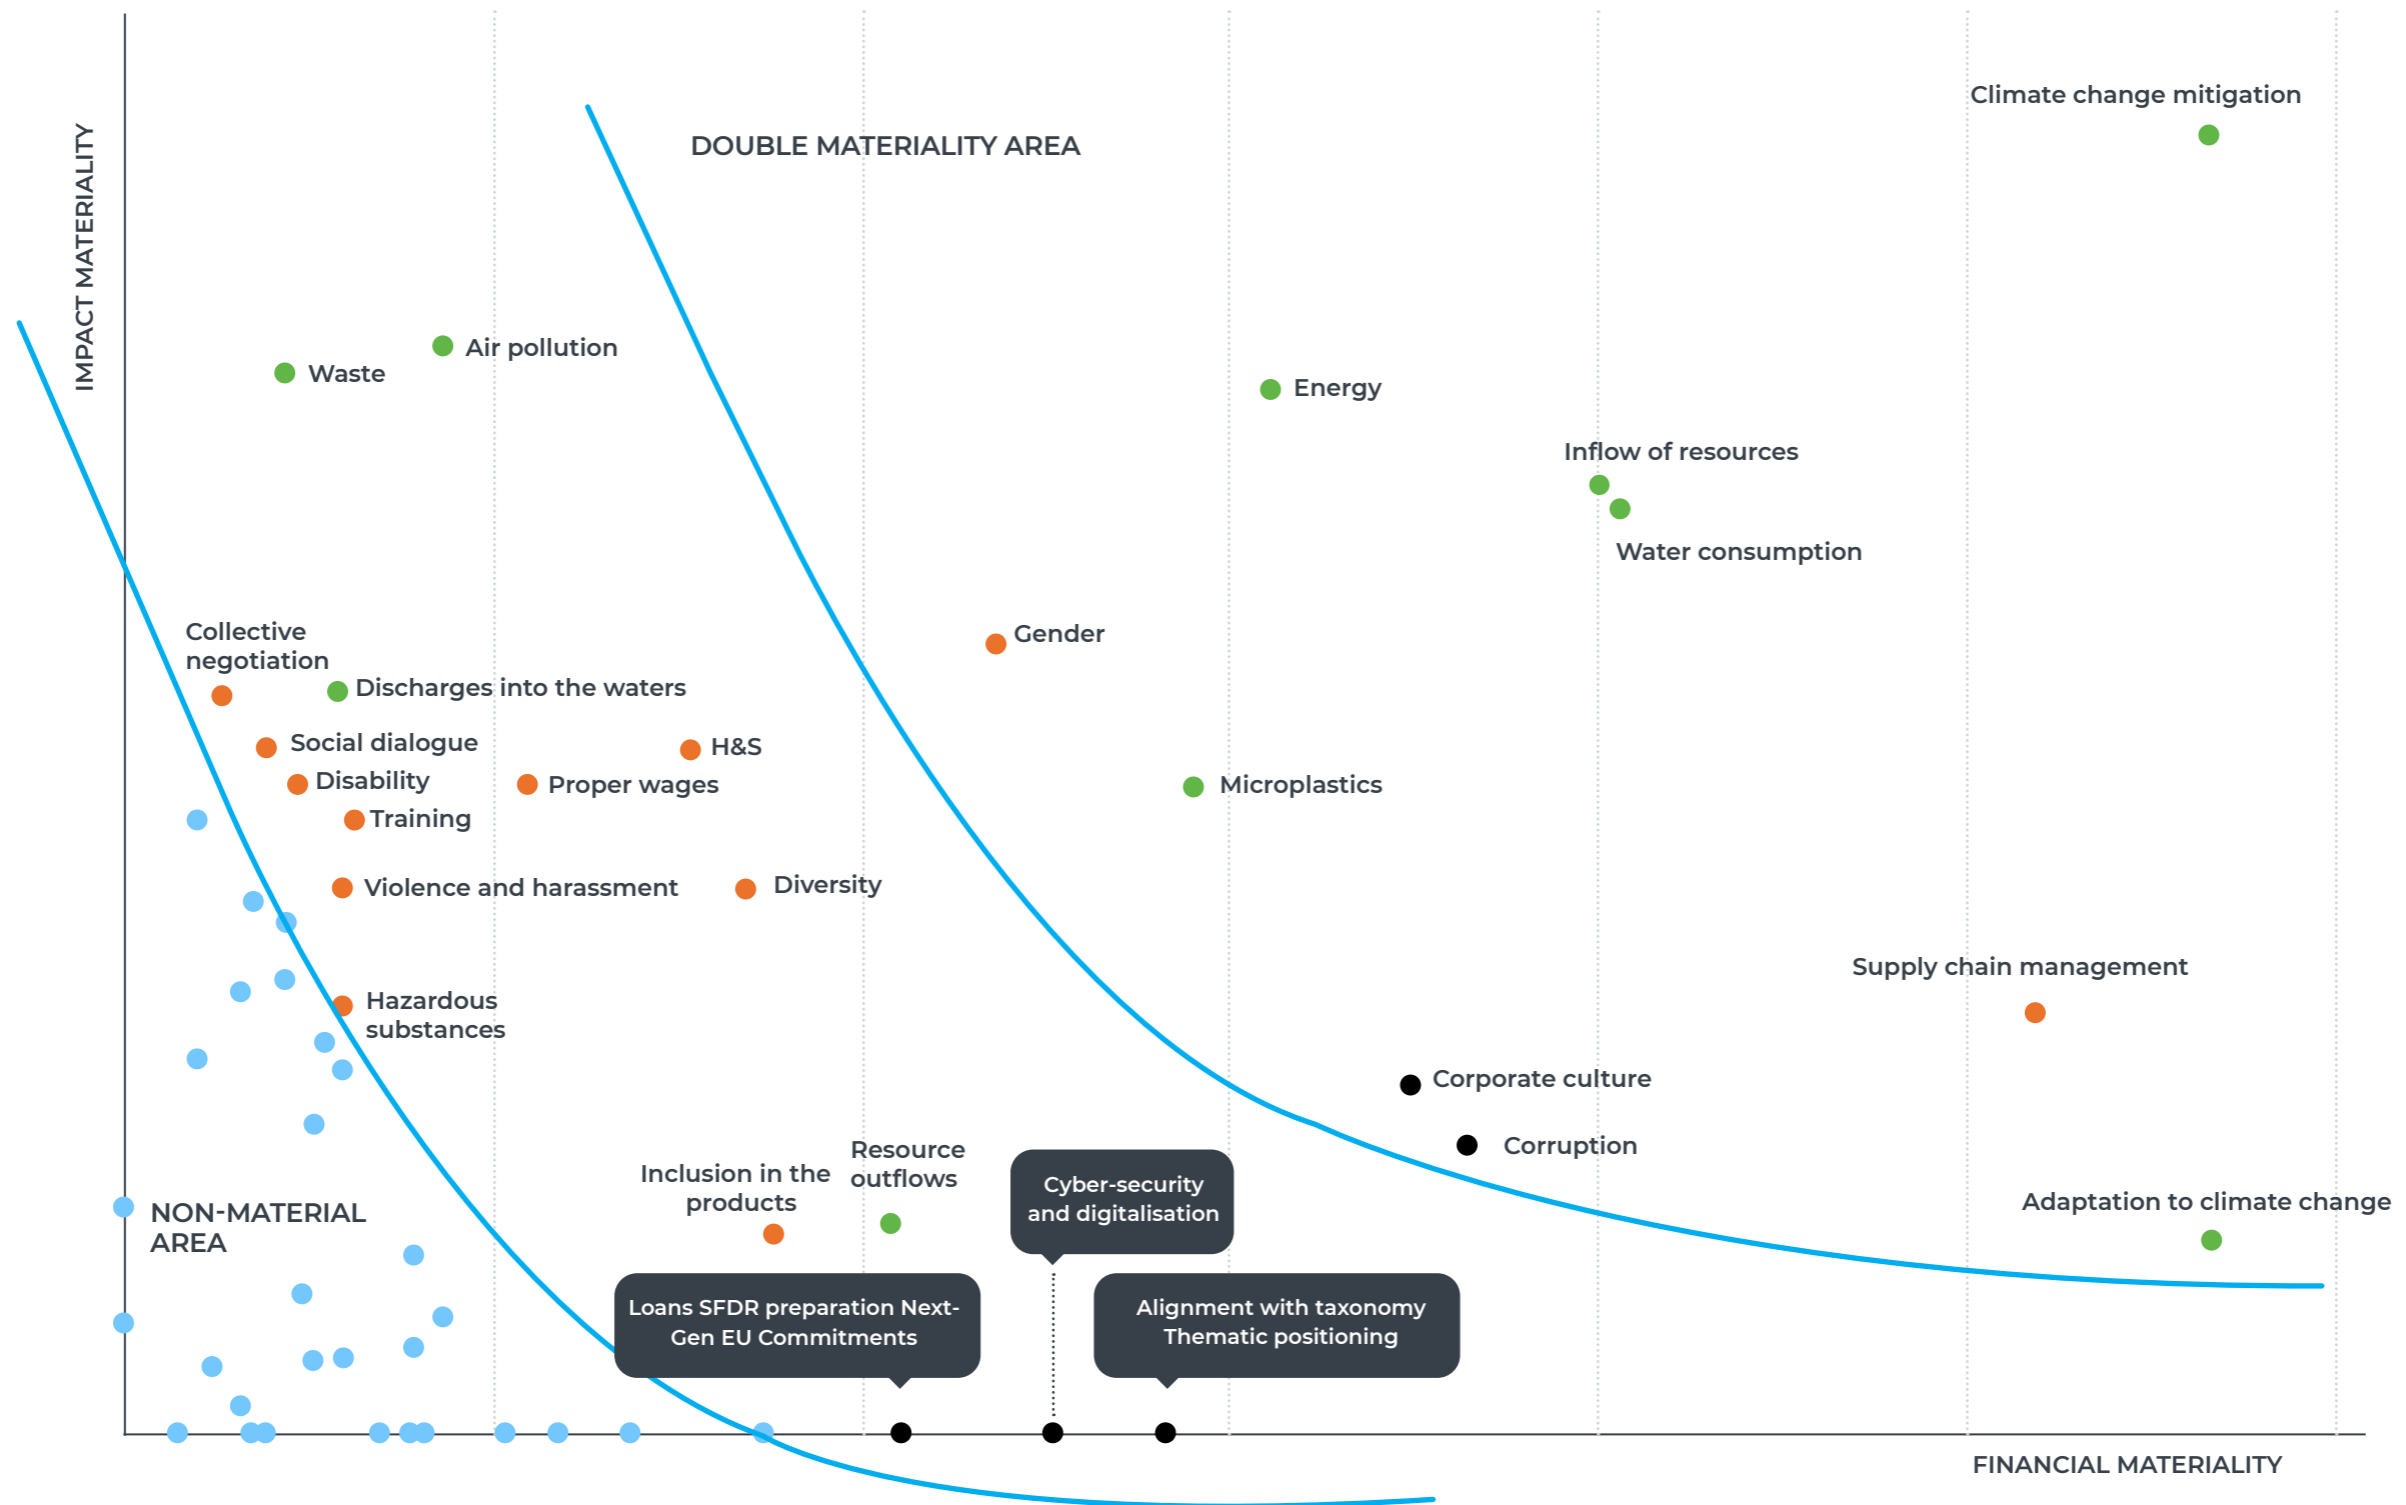 Climate change mitigation
DOUBLE MATERIALITY AREA
IMPACT MATERIALITY
Air pollution
Waste
Energy
Inflow of resources
Water consumption
Collective
negotiation
Gender
Discharges into the waters
Social dialogue
H&S
Disability
Proper wages
Microplastics
Training
Violence and harassment
Diversity
Supply chain management
Hazardous
substances
Corporate culture
Corruption
Resource
outflows
Inclusion in the
products
Cyber-security
and digitalisation
Adaptation to climate change
NON-MATERIAL
AREA
Loans SFDR preparation Next-
Gen EU Commitments
Alignment with taxonomy
Thematic positioning
FINANCIAL MATERIALITY